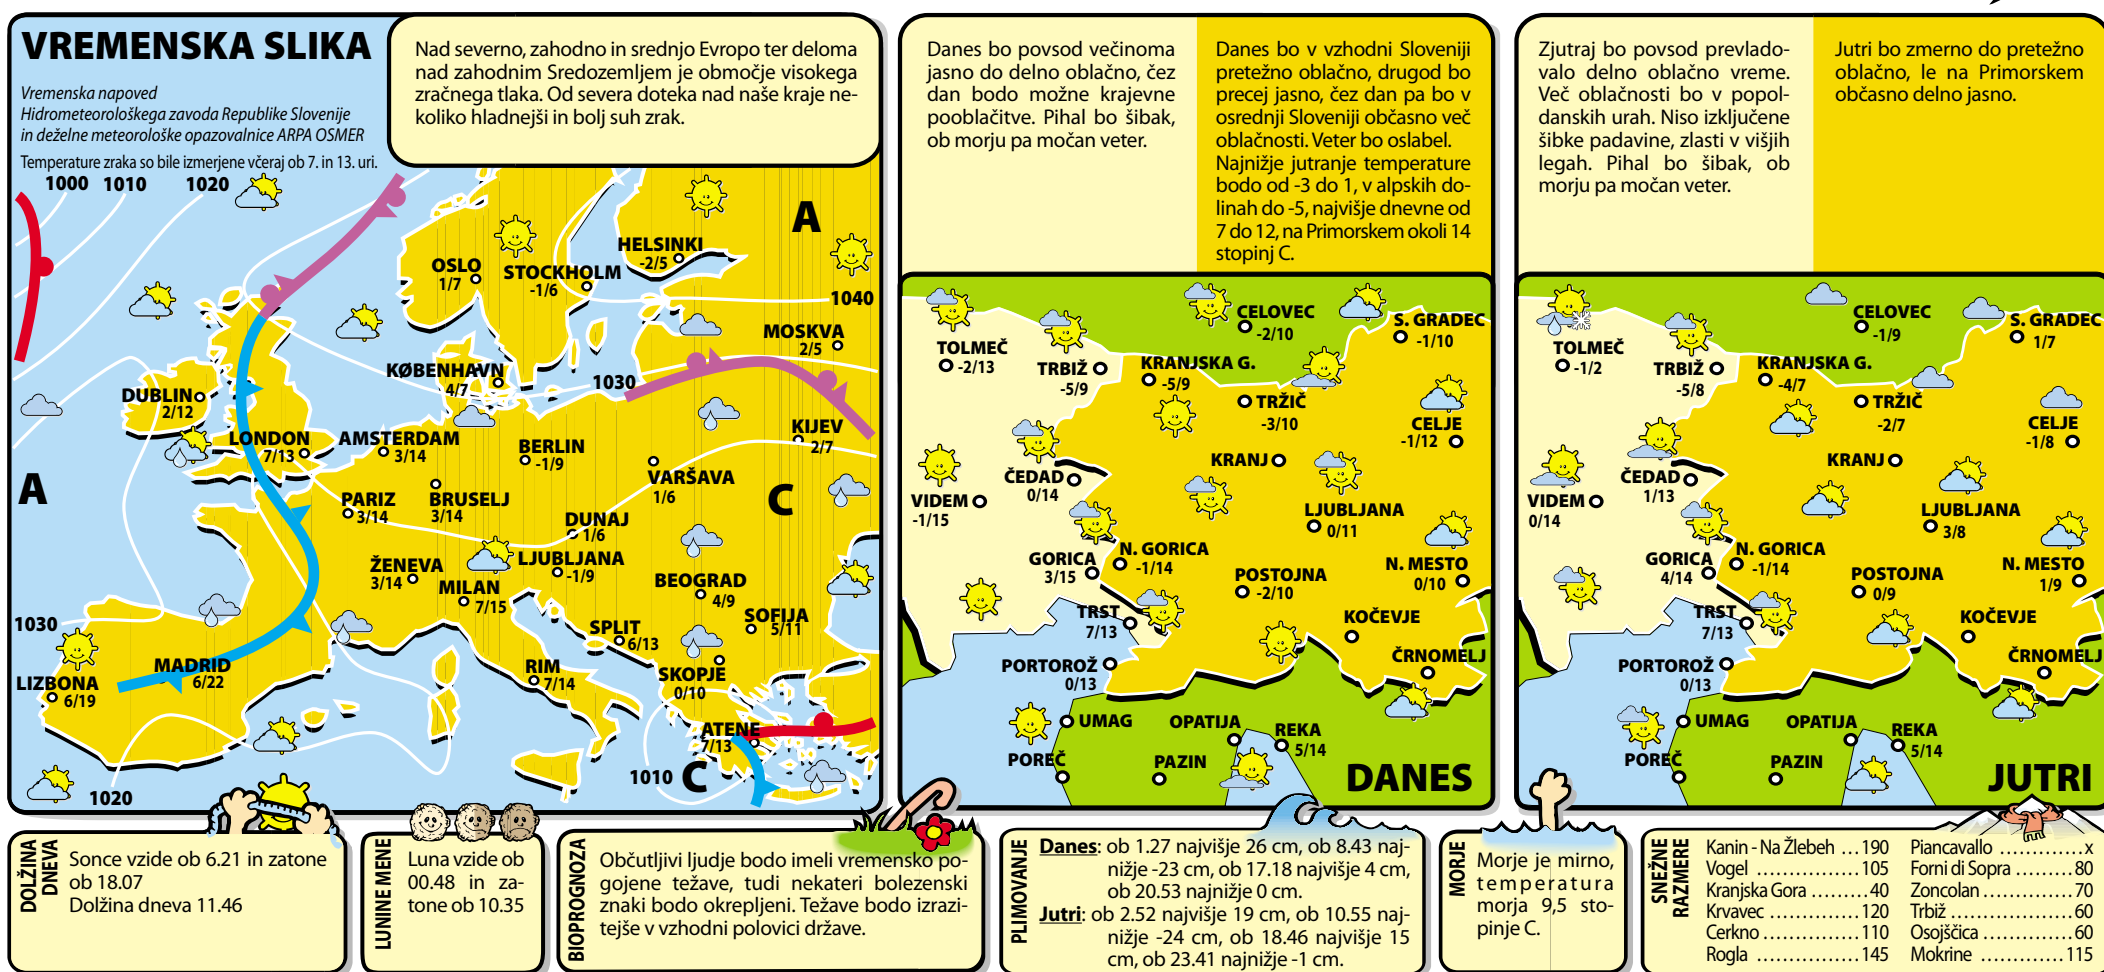 VREMENSKA SLIKA
Vremenska napoved
Hidrometeorološkega zavoda Republike Slovenije
in deželne meteorološke opazovalnice ARPA OSMER
Temperature zraka so bile izmerjene včeraj ob 7. in 13. uri.
Nad severno, zahodno in srednjo Evropo ter deloma
nad zahodnim Sredozemljem je območje visokega
zračnega tlaka. Od severa doteka nad naše kraje ne-
koliko hladnejši in bolj suh zrak.
1000 1010 1020
A
HELSINKI
-2/5
OSLO
1/7
STOCKHOLM
-1/6
1040
MOSKVA
2/5
KØBENHAVN
4/7
1030
DUBLIN
2/12
KIJEV
2/7
LONDON
7/13
AMSTERDAM
3/14
BERLIN
-1/9
VARŠAVA
1/6
A
C
PARIZ
3/14
BRUSELJ
3/14
DUNAJ
1/6
ŽENEVA
3/14
LJUBLJANA
-1/9
MILAN
7/15
BEOGRAD
4/9
SOFIJA
5/11
1030
SPLIT
6/13
MADRID
6/22
RIM
7/14
SKOPJE
0/10
LIZBONA
6/19
ATENE
7/13
1010 C
1020
Danes bo povsod večinoma
jasno do delno oblačno, čez
dan bodo možne krajevne
pooblačitve. Pihal bo šibak,
ob morju pa močan veter.
Danes bo v vzhodni Sloveniji
pretežno oblačno, drugod bo
precej jasno, čez dan pa bo v
osrednji Sloveniji občasno več
oblačnosti. Veter bo oslabel.
Najnižje jutranje temperature
bodo od -3 do 1, v alpskih do-
linah do -5, najvišje dnevne od
7 do 12, na Primorskem okoli 14
stopinj C.
CELOVEC
-2/10
S. GRADEC
-1/10
TOLMEČ
-2/13
TRBIŽ
-5/9
KRANJSKA G.
-5/9
TRŽIČ
-3/10
CELJE
-1/12
KRANJ
ČEDAD
0/14
VIDEM
-1/15
LJUBLJANA
0/11
GORICA
3/15
N. GORICA
-1/14
POSTOJNA
-2/10
N. MESTO
0/10
TRST
7/13
KOČEVJE
PORTOROŽ
0/13
ČRNOMELJ
UMAG
OPATIJA
REKA
5/14
POREČ
PAZIN
DANES
Zjutraj bo povsod prevlado-
valo delno oblačno vreme.
Več oblačnosti bo v popol-
danskih urah. Niso izključene
šibke padavine, zlasti v višjih
legah. Pihal bo šibak, ob
morju pa močan veter.
Jutri bo zmerno do pretežno
oblačno, le na Primorskem
občasno delno jasno.
CELOVEC
-1/9
S. GRADEC
1/7
TOLMEČ
-1/2
TRBIŽ
-5/8
KRANJSKA G.
-4/7
TRŽIČ
-2/7
CELJE
-1/8
KRANJ
ČEDAD
1/13
VIDEM
0/14
LJUBLJANA
3/8
GORICA
4/14
N. GORICA
-1/14
POSTOJNA
0/9
N. MESTO
1/9
TRST
7/13
KOČEVJE
PORTOROŽ
0/13
ČRNOMELJ
UMAG
OPATIJA
REKA
5/14
POREČ
PAZIN
JUTRI
DOLŽINA
DNEVA
Sonce vzide ob 6.21 in zatone
ob 18.07
Dolžina dneva 11.46
LUNINE MENE
Luna vzide ob
00.48 in za-
tone ob 10.35
BIOPROGNOZA
Občutljivi ljudje bodo imeli vremensko po-
gojene težave, tudi nekateri bolezenski
znaki bodo okrepljeni. Težave bodo izrazi-
tejše v vzhodni polovici države.
PLIMOVANJE
Danes: ob 1.27 najvišje 26 cm, ob 8.43 naj-
nižje -23 cm, ob 17.18 najvišje 4 cm,
ob 20.53 najnižje 0 cm.
Jutri: ob 2.52 najvišje 19 cm, ob 10.55 naj-
nižje -24 cm, ob 18.46 najvišje 15
cm, ob 23.41 najnižje -1 cm.
MORJE
Morje je mirno,
temperatura
morja 9,5 sto-
pinje C.
SNEŽNE
RAZMERE
Kanin - Na Žlebeh ...190
Vogel ..................105
Kranjska Gora .........40
Krvavec ...............120
Cerkno ................110
Rogla .................145
Piancavallo .............x
Forni di Sopra .........80
Zoncolan ...............70
Trbiž ..................60
Osojščica ..............60
Mokrine .............115